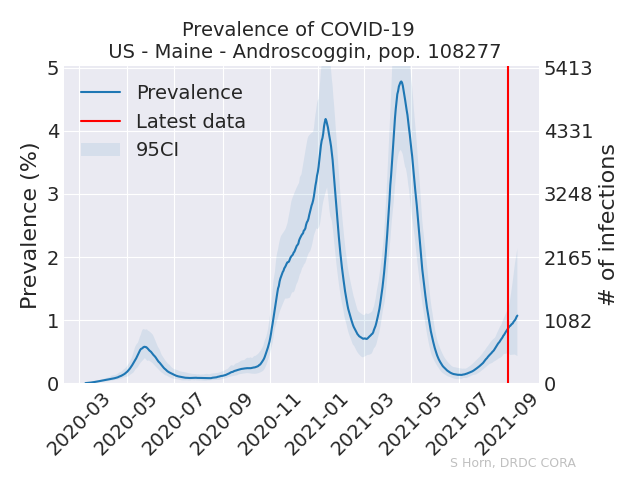 Prevalence of COVID-19
US - Maine - Androscoggin, pop. 108277
Prevalence
Latest data
95CI
Prevalence (%)
5
4
3
2
1
0
5413
4331
3248
2165
1082
0
# of infections
2020-03
2020-05
2020-07
2020-09
2020-11
2021-01
2021-03
2021-05
2021-07
2021-09
S Horn, DRDC CORA